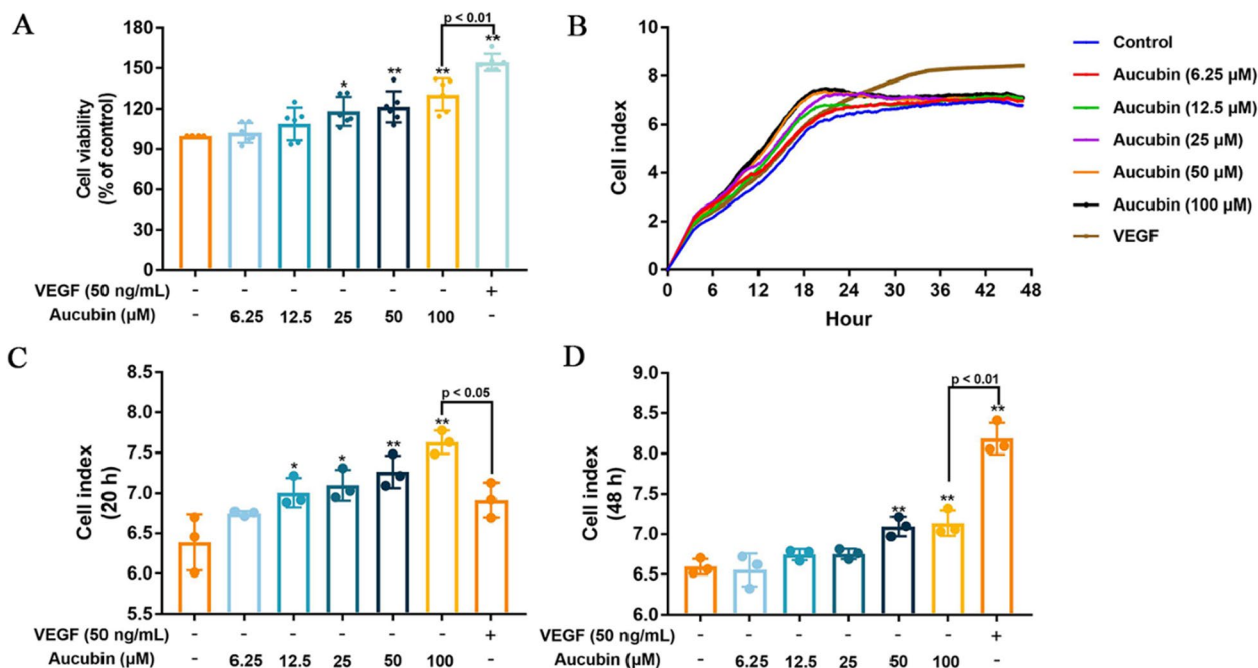 A
Cell viability
(% of control)
180
150
120
90
60
30
0
*
**
**
p < 0.01
**
VEGF (50 ng/mL) - - - - - - +
Aucubin (μM) - 6.25 12.5 25 50 100 -
B
Cell index
10
8
6
4
2
0
0 6 12 18 24 30 36 42 48
Hour
Control
Aucubin (6.25 μM)
Aucubin (12.5 μM)
Aucubin (25 μM)
Aucubin (50 μM)
Aucubin (100 μM)
VEGF
C
Cell index
(20 h)
8.5
8.0
7.5
7.0
6.5
6.0
5.5
*
*
**
**
p < 0.05
VEGF (50 ng/mL) - - - - - - +
Aucubin (μM) - 6.25 12.5 25 50 100 -
D
Cell index
(48 h)
9.0
8.5
8.0
7.5
7.0
6.5
6.0
**
**
p < 0.01
**
VEGF (50 ng/mL) - - - - - - +
Aucubin (μM) - 6.25 12.5 25 50 100 -